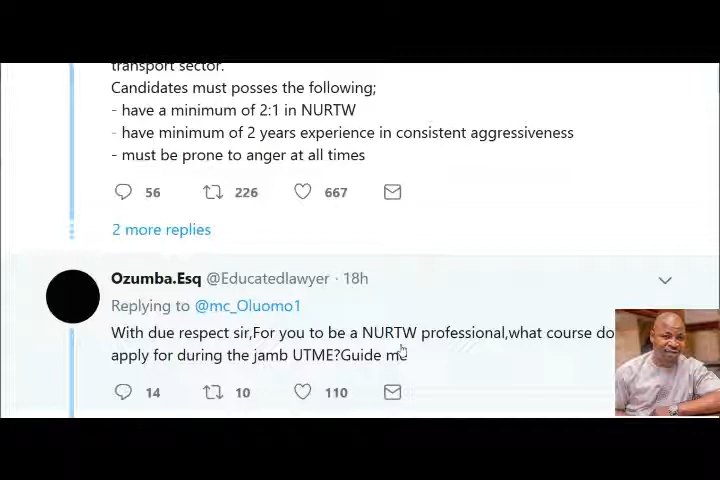 transport sector.
Candidates must posses the following;
- have a minimum of 2:1 in NURTW
- have minimum of 2 years experience in consistent aggressiveness
- must be prone to anger at all times
56 226 667
2 more replies
Ozumba.Esq @Educatedlawyer · 18h
Replying to @mc_Oluomo1
With due respect sir,For you to be a NURTW professional,what course do
apply for during the jamb UTME?Guide
14 10 110